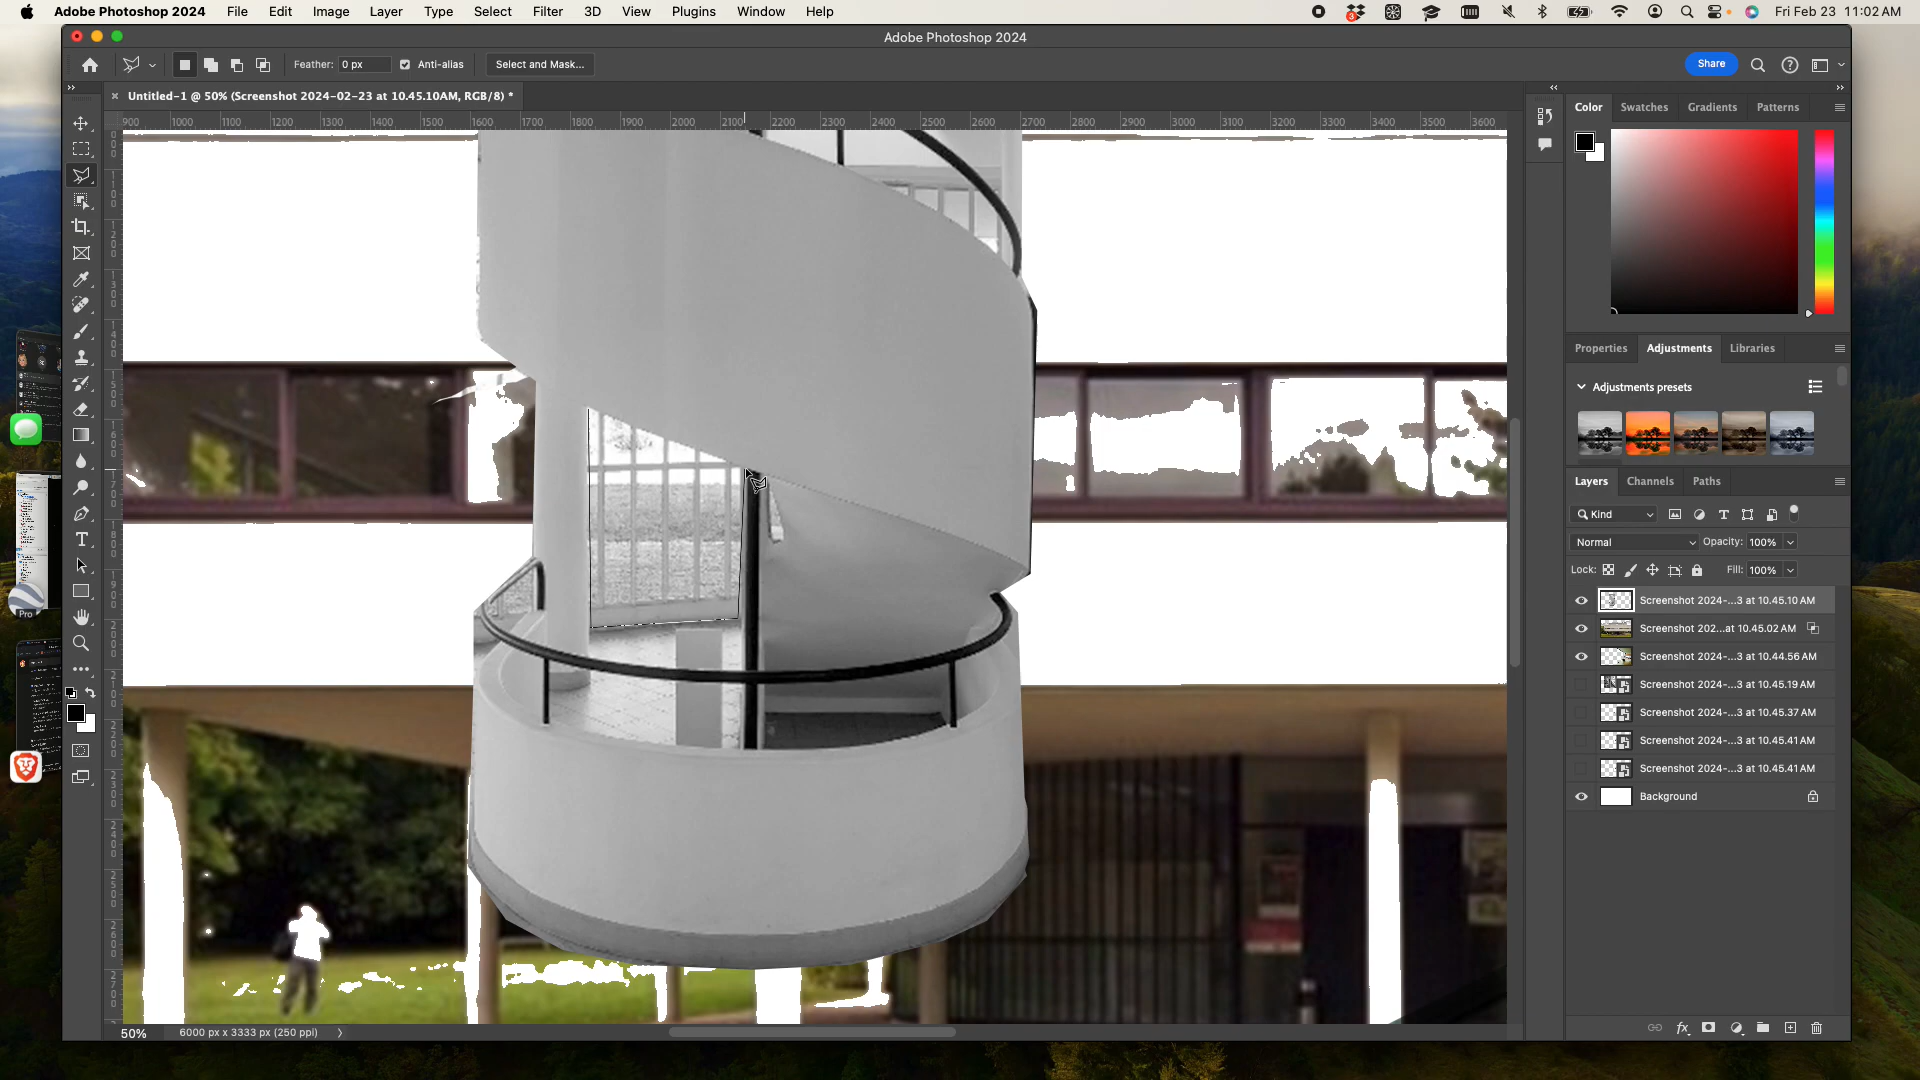 Adobe Photoshop 2024 File Edit Image Layer Type Select Filter 3D View Plugins Window Help
3
Fri Feb 23 11:02 AM
Adobe Photoshop 2024
Feather: 0 px Anti-alias Select and Mask... Share
Untitled-1 @ 50% (Screenshot 2024-02-23 at 10.45.10AM, RGB/8) *
900 1000 1100 1200 1300 1400 1500 1600 1700 1800 1900 2000 2100 2200 2300 2400 2500 2600 2700 2800 2900 3000 3100 3200 3300 3400 3500 3600
Color Swatches Gradients Patterns
Properties Adjustments Libraries
Adjustments presets
Layers Channels Paths
Kind
Normal Opacity: 100%
Lock: Fill: 100%
Screenshot 2024-...3 at 10.45.10 AM
Screenshot 202...at 10.45.02 AM
Screenshot 2024-...3 at 10.44.56 AM
Screenshot 2024-...3 at 10.45.19 AM
Screenshot 2024-...3 at 10.45.37 AM
Screenshot 2024-...3 at 10.45.41 AM
Screenshot 2024-...3 at 10.45.41 AM
Background
Pro
T
fx
50% 6000 px x 3333 px (250 ppi)